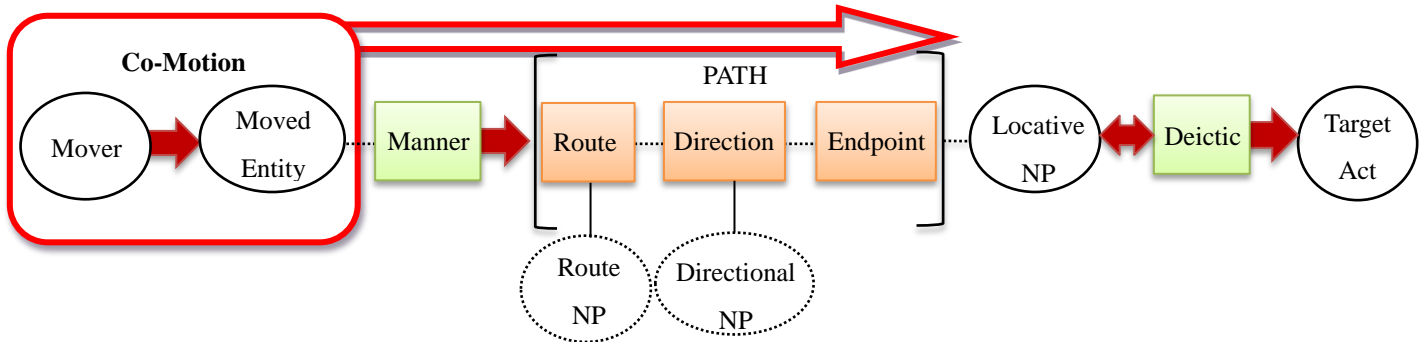 Co-Motion
PATH
Mover
Moved
Entity
Manner
Route
Direction
Endpoint
Locative
NP
Deictic
Target
Act
Route
NP
Directional
NP